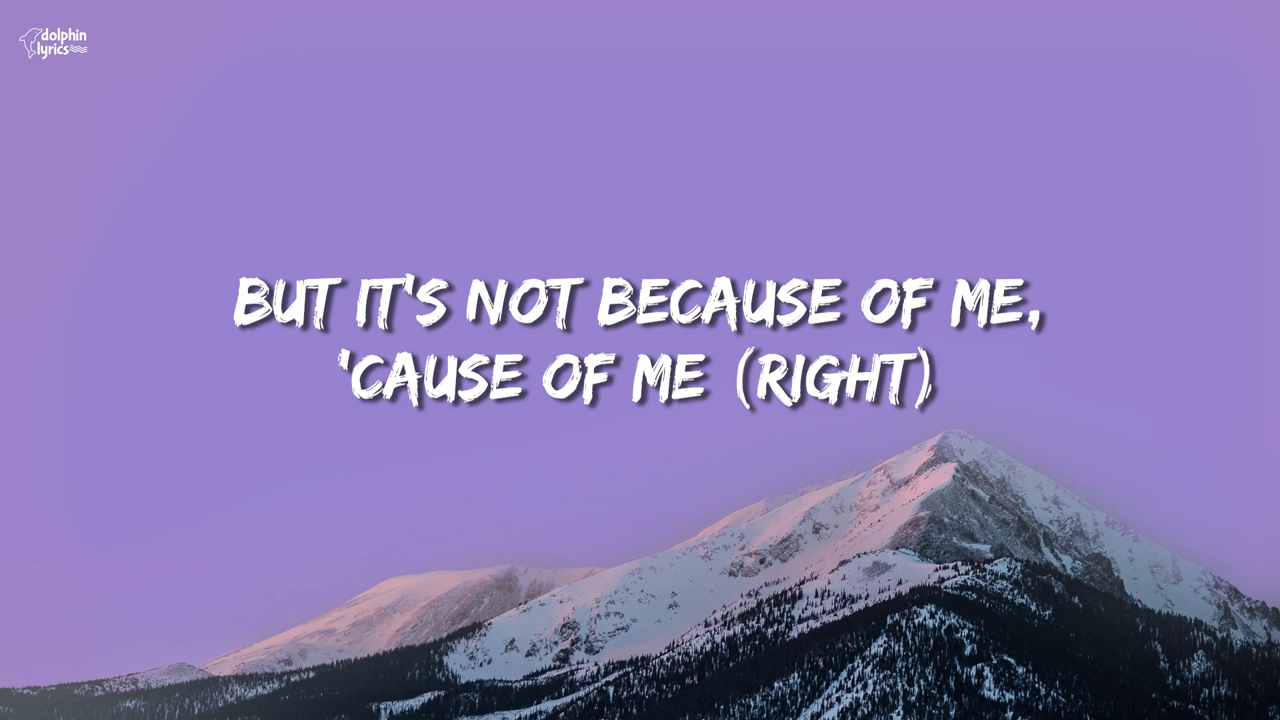 dolphin
lyrics
BUT IT'S NOT BECAUSE OF ME,
'CAUSE OF ME (RIGHT)